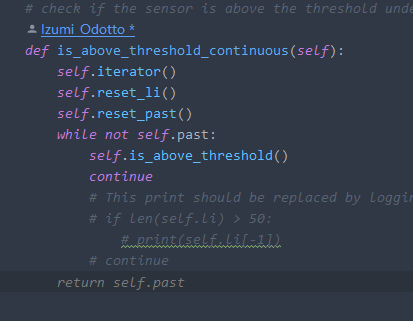 # check if the sensor is above the threshold unde
Izumi Odotto *
def is_above_threshold_continuous(self):
self.iterator()
self.reset_li()
self.reset_past()
while not self.past:
self.is_above_threshold()
continue
# This print should be replaced by loggin
# if len(self.li) > 50:
# print(self.li[-1])
# continue
return self.past